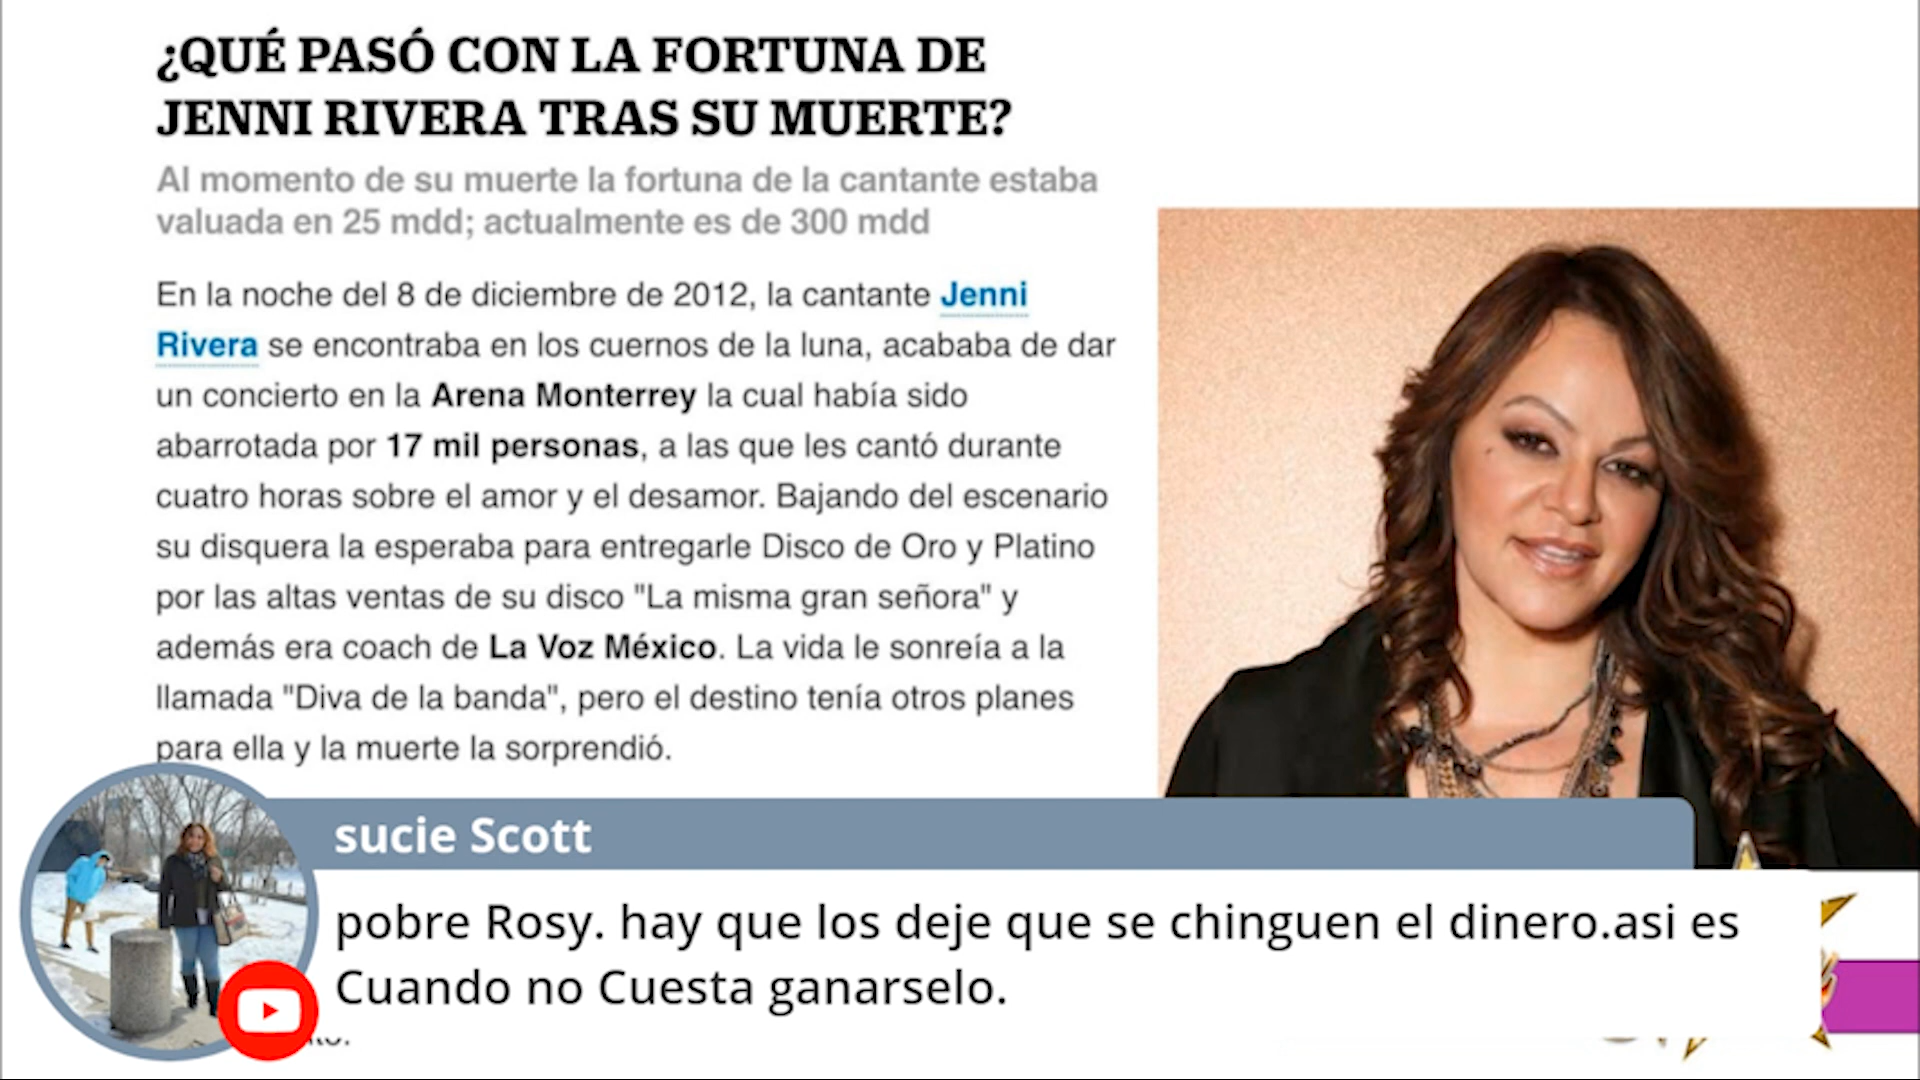 ¿QUÉ PASÓ CON LA FORTUNA DE
JENNI RIVERA TRAS SU MUERTE?
Al momento de su muerte la fortuna de la cantante estaba
valuada en 25 mdd; actualmente es de 300 mdd
En la noche del 8 de diciembre de 2012, la cantante Jenni
Rivera se encontraba en los cuernos de la luna, acababa de dar
un concierto en la Arena Monterrey la cual había sido
abarrotada por 17 mil personas, a las que les cantó durante
cuatro horas sobre el amor y el desamor. Bajando del escenario
su disquera la esperaba para entregarle Disco de Oro y Platino
por las altas ventas de su disco "La misma gran señora" y
además era coach de La Voz México. La vida le sonreía a la
llamada "Diva de la banda", pero el destino tenía otros planes
para ella y la muerte la sorprendió.
sucie Scott
pobre Rosy. hay que los deje que se chinguen el dinero.asi es
Cuando no Cuesta ganarselo.